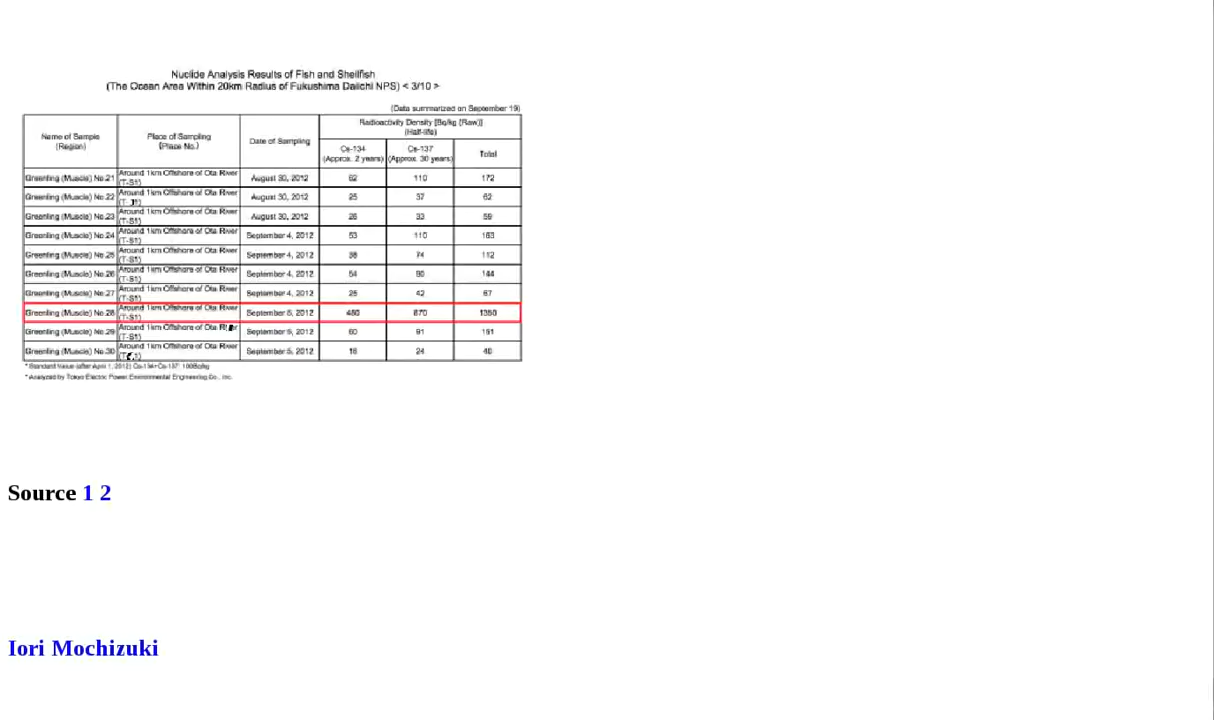 Nuclide Analysis Results of Fish and Shellfish
(The Ocean Area Within 20km Radius of Fukushima Daiichi NPS) < 3/10 >
(Data summarized on September 19)
Name of Sample (Region) Place of Sampling (Place No.) Date of Sampling Radioactivity Density [Bq/kg (Raw)] (Half-life)
Cs-134 (Approx. 2 years) Cs-137 (Approx. 30 years) Total
Greenling (Muscle) No.21 Around 1km Offshore of Ota River (T-S1) August 30, 2012 62 110 172
Greenling (Muscle) No.22 Around 1km Offshore of Ota River August 30, 2012 25 37 62
Greenling (Muscle) No.23 Around 1km Offshore of Ota River (T-S1) August 30, 2012 26 33 59
Greenling (Muscle) No.24 Around 1km Offshore of Ota River (T-S1) September 4, 2012 53 110 163
Greenling (Muscle) No.25 Around 1km Offshore of Ota River (T-S1) September 4, 2012 38 74 112
Greenling (Muscle) No.26 Around 1km Offshore of Ota River (T-S1) September 4, 2012 54 90 144
Greenling (Muscle) No.27 Around 1km Offshore of Ota River (T-S1) September 4, 2012 25 42 67
Greenling (Muscle) No.28 Around 1km Offshore of Ota River (T-S1) September 5, 2012 480 870 1350
Greenling (Muscle) No.29 Around 1km Offshore of Ota (T-S1) September 5, 2012 60 91 151
Greenling (Muscle) No.30 Around 1km Offshore of Ota River September 5, 2012 16 24 40
* Standard Value (after April 1, 2012) Cs-134+Cs-137: 100Bq/kg
* Analyzed by Tokyo Electric Power Environmental Engineering Co., Inc.
Source 1 2
Iori Mochizuki